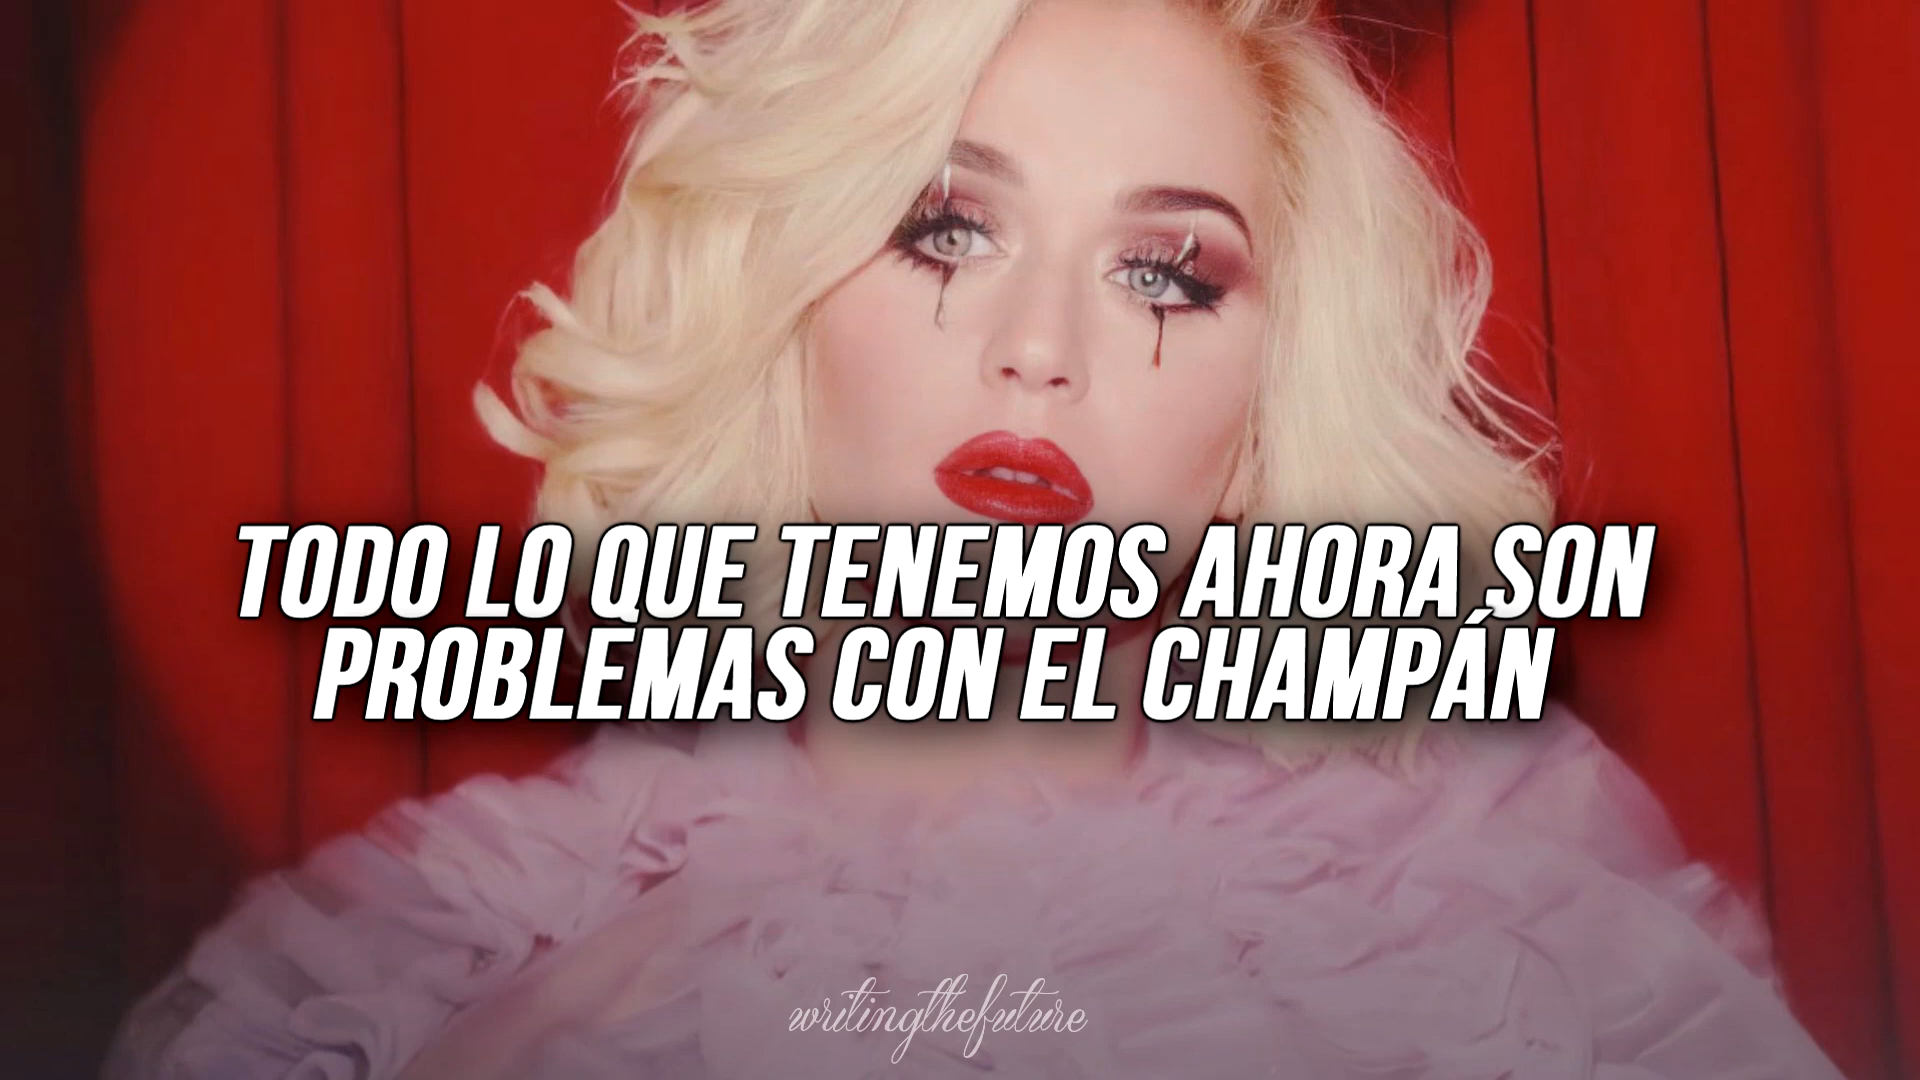 TODO LO QUE TENEMOS AHORA SON
PROBLEMAS CON EL CHAMPÁN
writingthefuture